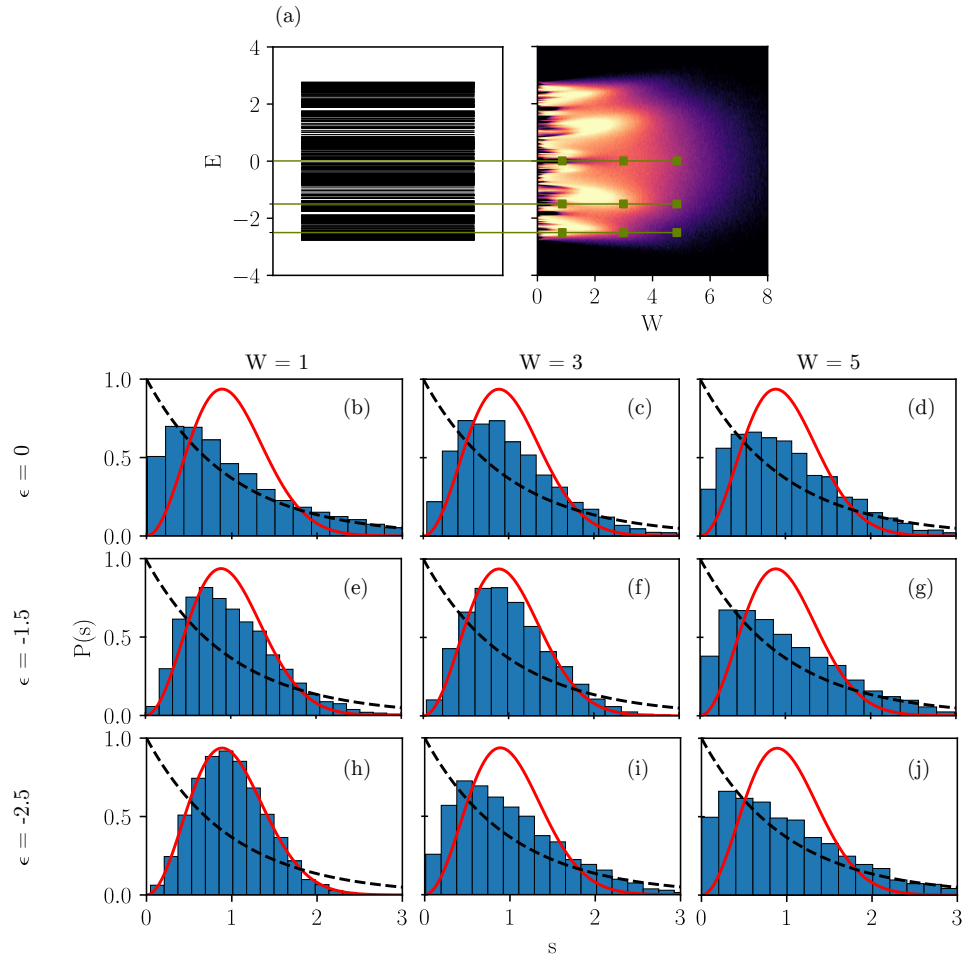 (a)
4
2
0
−2
−4
E
0 2 4 6 8
W
W = 1 W = 3 W = 5
ϵ = 0
1.0
0.5
0.0
(b) (c) (d)
ϵ = -1.5
P(s)
1.0
0.5
0.0
(e) (f) (g)
ϵ = -2.5
1.0
0.5
0.0
(h) (i) (j)
0 1 2 3 0 1 2 3 0 1 2 3
s